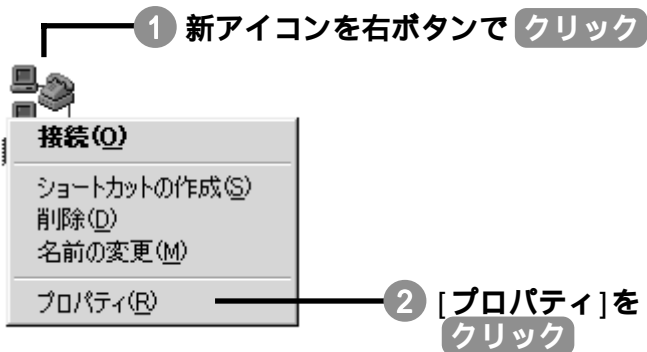 1 新アイコンを右ボタンで クリック
接続(O)
ショートカットの作成(S)
削除(D)
名前の変更(M)
プロパティ(R)
2 [プロパティ]を
クリック